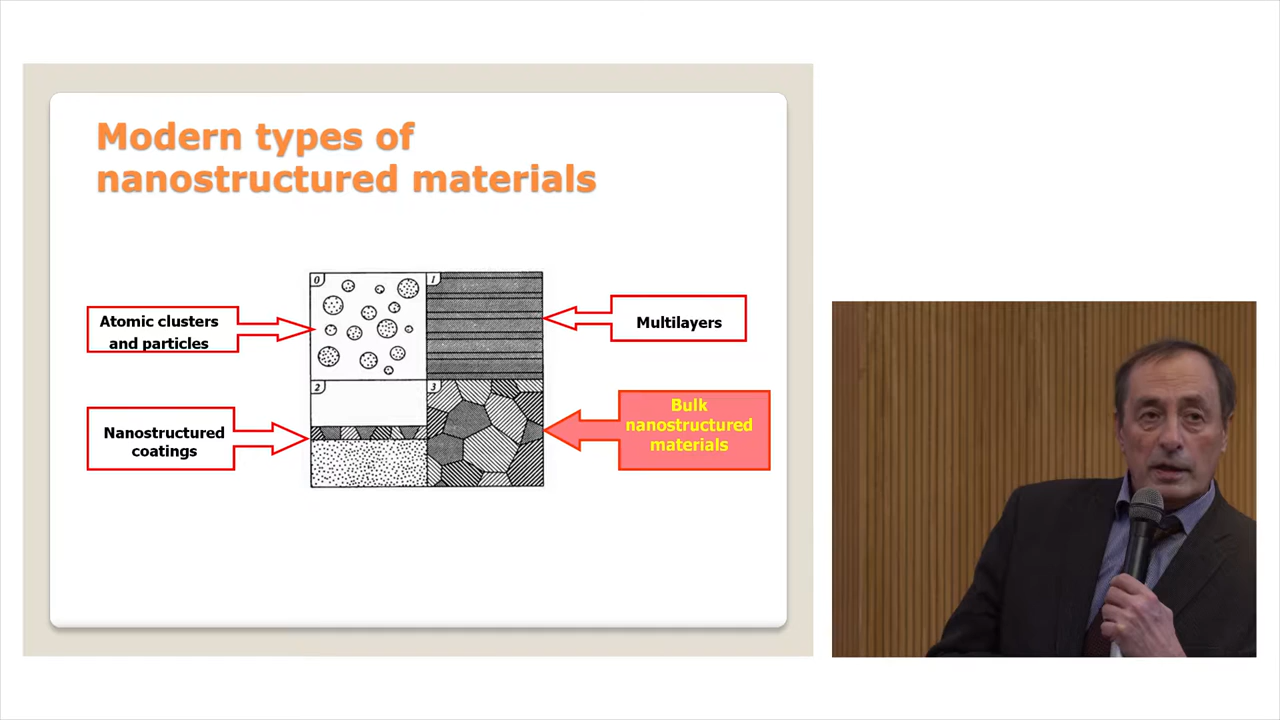 Modern types of
nanostructured materials
0
1
Atomic clusters
and particles
Multilayers
2
3
Nanostructured
coatings
Bulk
nanostructured
materials